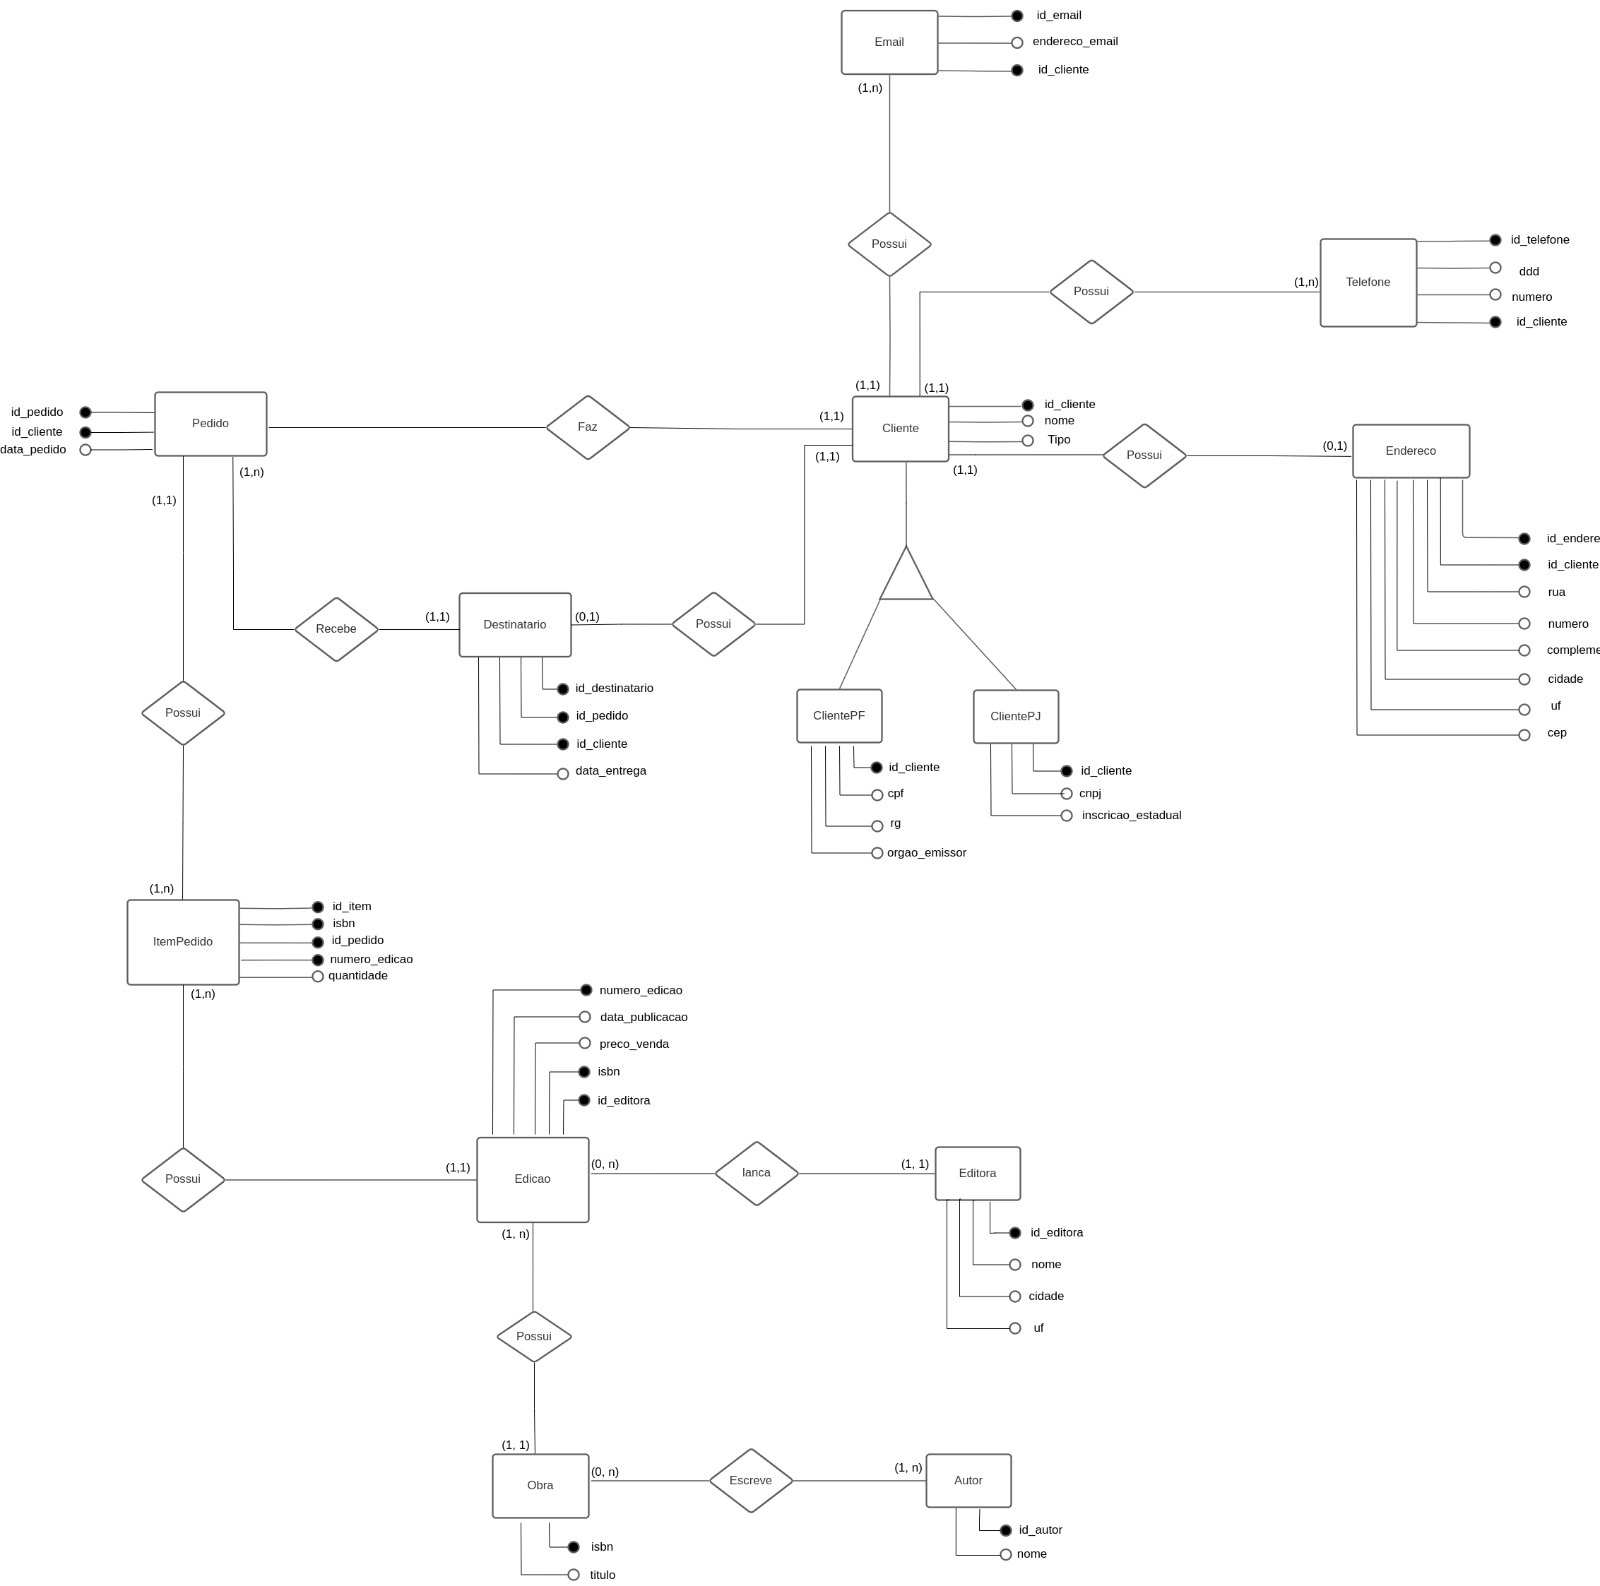 Email
id_email
endereco_email
id_cliente
(1,n)
Possui
Telefone
id_telefone
ddd
numero
id_cliente
(1,n)
Possui
(1,1)
(1,1)
Pedido
id_pedido
id_cliente
data_pedido
(1,n)
(1,1)
Faz
(1,1)
Cliente
id_cliente
nome
Tipo
(1,1)
(1,1)
Possui
(0,1)
Endereco
id_endere
id_cliente
rua
numero
compleme
cidade
uf
cep
Recebe
(1,1)
Destinatario
(0,1)
Possui
id_destinatario
id_pedido
id_cliente
data_entrega
ClientePF
id_cliente
cpf
rg
orgao_emissor
ClientePJ
id_cliente
cnpj
inscricao_estadual
Possui
(1,n)
ItemPedido
id_item
isbn
id_pedido
numero_edicao
quantidade
(1,n)
numero_edicao
data_publicacao
preco_venda
isbn
id_editora
Possui
(1,1)
Edicao
(0, n)
lanca
(1, 1)
Editora
id_editora
nome
cidade
uf
(1, n)
Possui
(1, 1)
Obra
(0, n)
Escreve
(1, n)
Autor
id_autor
nome
isbn
titulo